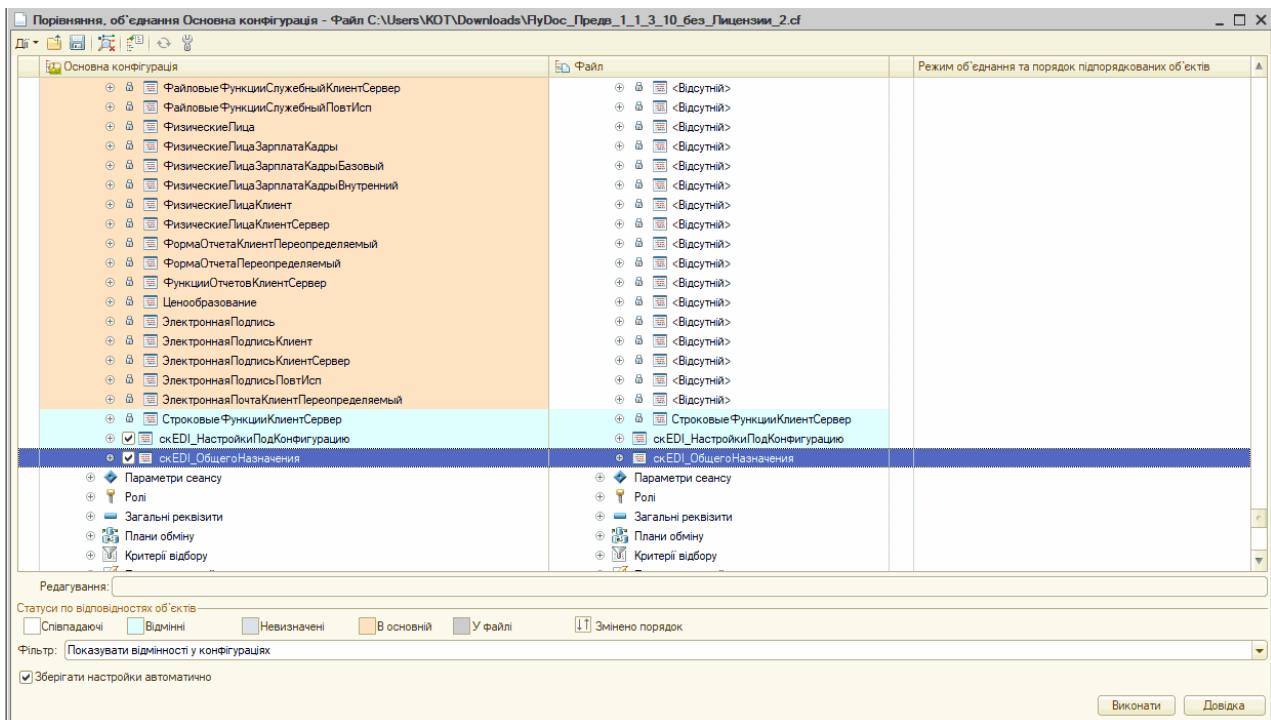 Порівняння, об'єднання Основна конфігурація - Файл C:\Users\KOT\Downloads\FlyDoc_Предв_1_1_3_10_без_Лицензии_2.cf
Дії
Основна конфігурація Файл Режим об'єднання та порядок підпорядкованих об'єктів
ФайловыеФункцииСлужебныйКлиентСервер <Відсутній>
ФайловыеФункцииСлужебныйПовтИсп <Відсутній>
ФизическиеЛица <Відсутній>
ФизическиеЛицаЗарплатаКадры <Відсутній>
ФизическиеЛицаЗарплатаКадрыБазовый <Відсутній>
ФизическиеЛицаЗарплатаКадрыВнутренний <Відсутній>
ФизическиеЛицаКлиент <Відсутній>
ФизическиеЛицаКлиентСервер <Відсутній>
ФормаОтчетаКлиентПереопределяемый <Відсутній>
ФормаОтчетаПереопределяемый <Відсутній>
ФункцииОтчетовКлиентСервер <Відсутній>
Ценообразование <Відсутній>
ЭлектроннаяПодпись <Відсутній>
ЭлектроннаяПодписьКлиент <Відсутній>
ЭлектроннаяПодписьКлиентСервер <Відсутній>
ЭлектроннаяПодписьПовтИсп <Відсутній>
ЭлектроннаяПочтаКлиентПереопределяемый <Відсутній>
СтроковыеФункцииКлиентСервер СтроковыеФункцииКлиентСервер
скEDI_НастройкиПодКонфигурацию скEDI_НастройкиПодКонфигурацию
скEDI_ОбщегоНазначения скEDI_ОбщегоНазначения
Параметри сеансу Параметри сеансу
Ролі Ролі
Загальні реквізити Загальні реквізити
Плани обміну Плани обміну
Критерії відбору Критерії відбору
Редагування:
Статуси по відповідностях об'єктів
Співпадаючі Відмінні Невизначені В основній У файлі Змінено порядок
Фільтр: Показувати відмінності у конфігураціях
Зберігати настройки автоматично
Виконати Довідка